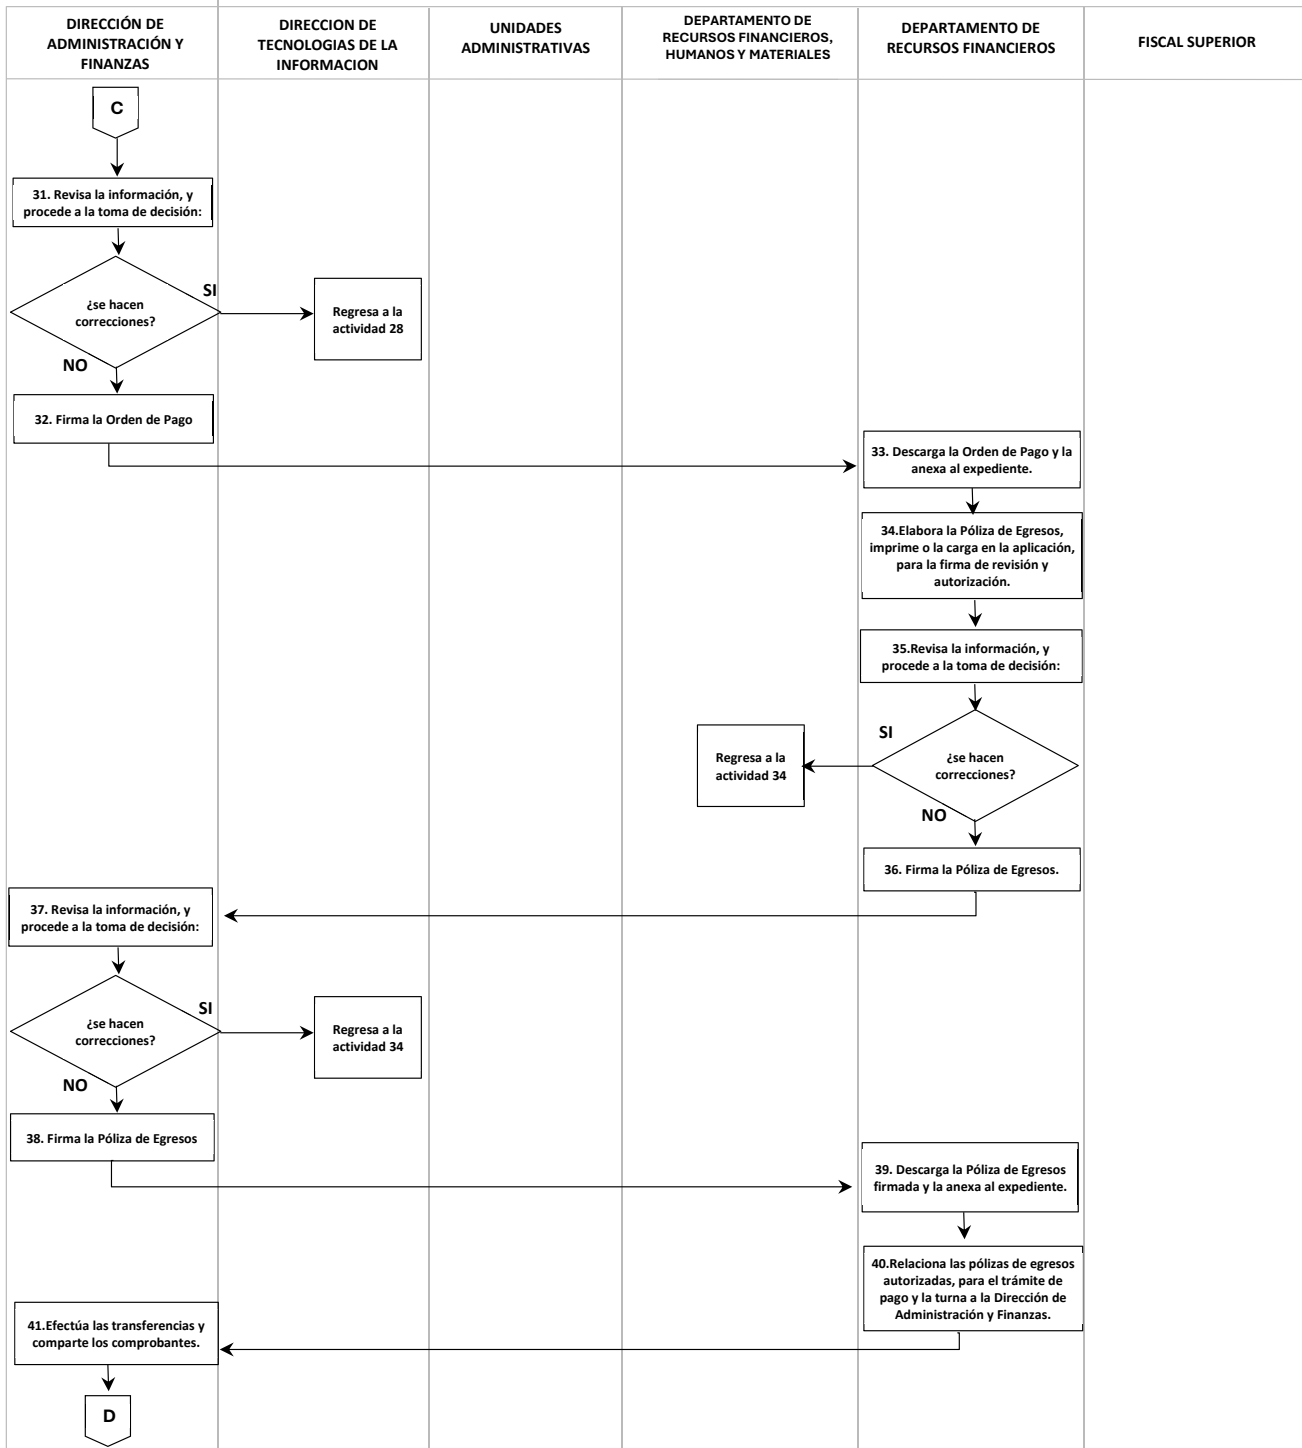 DIRECCIÓN DE
ADMINISTRACIÓN Y
FINANZAS
DIRECCION DE
TECNOLOGIAS DE LA
INFORMACION
UNIDADES
ADMINISTRATIVAS
DEPARTAMENTO DE
RECURSOS FINANCIEROS,
HUMANOS Y MATERIALES
DEPARTAMENTO DE
RECURSOS FINANCIEROS
FISCAL SUPERIOR
C
31. Revisa la información, y
procede a la toma de decisión:
¿se hacen
correcciones?
SI
Regresa a la
actividad 28
NO
32. Firma la Orden de Pago
33. Descarga la Orden de Pago y la
anexa al expediente.
34.Elabora la Póliza de Egresos,
imprime o la carga en la aplicación,
para la firma de revisión y
autorización.
35.Revisa la información, y
procede a la toma de decisión:
SI
¿se hacen
correcciones?
Regresa a la
actividad 34
NO
36. Firma la Póliza de Egresos.
37. Revisa la información, y
procede a la toma de decisión:
¿se hacen
correcciones?
SI
Regresa a la
actividad 34
NO
38. Firma la Póliza de Egresos
39. Descarga la Póliza de Egresos
firmada y la anexa al expediente.
40.Relaciona las pólizas de egresos
autorizadas, para el trámite de
pago y la turna a la Dirección de
Administración y Finanzas.
41.Efectúa las transferencias y
comparte los comprobantes.
D